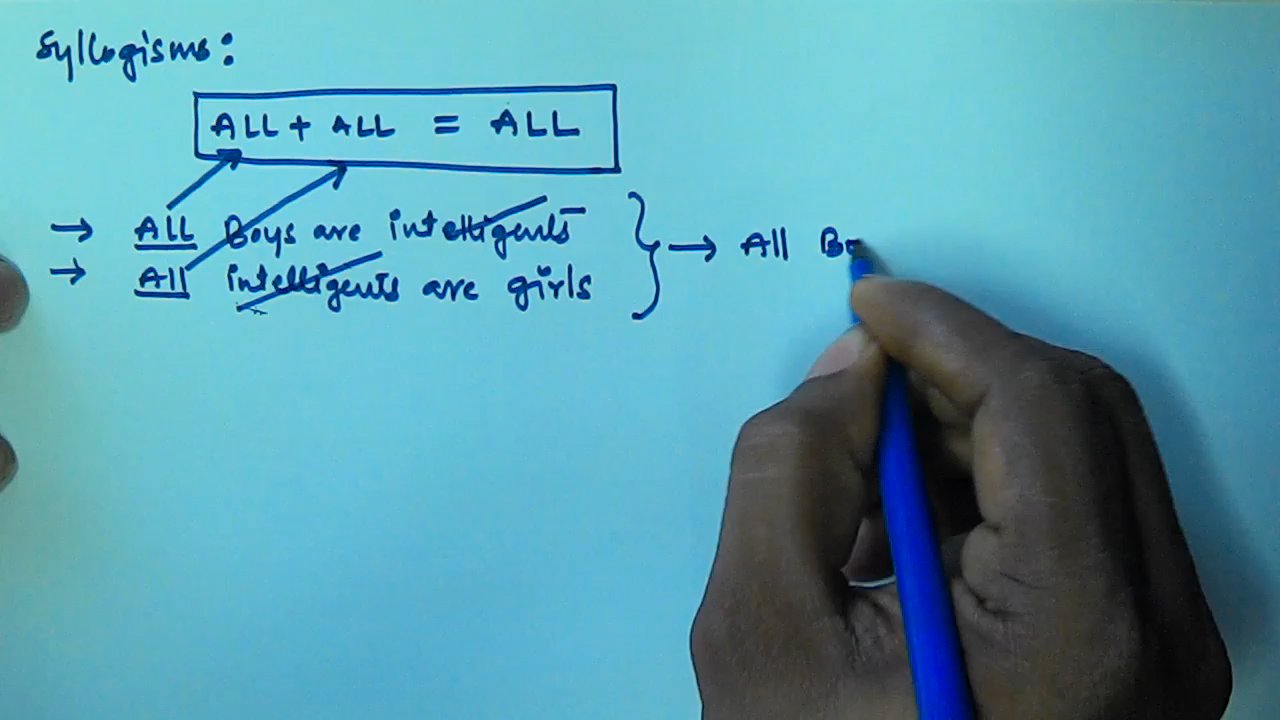 Syllogisms:
ALL + ALL = ALL
→ ALL Boys are intelligents
→ All intelligents are girls
→ All Bo